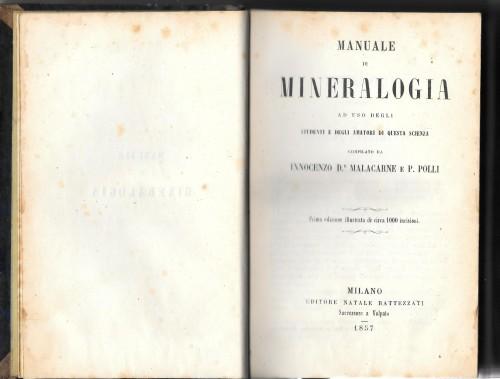 MANUALE
DI
MINERALOGIA
AD USO DEGLI
STUDENTI E DEGLI AMATORI DI QUESTA SCIENZA
COMPILATO DA
INNOCENZO D.r MALACARNE E P. POLLI
Prima edizione illustrata da circa 1000 incisioni.
MILANO
EDITORE NATALE BATTEZZATI
Successore a Volpato
1857